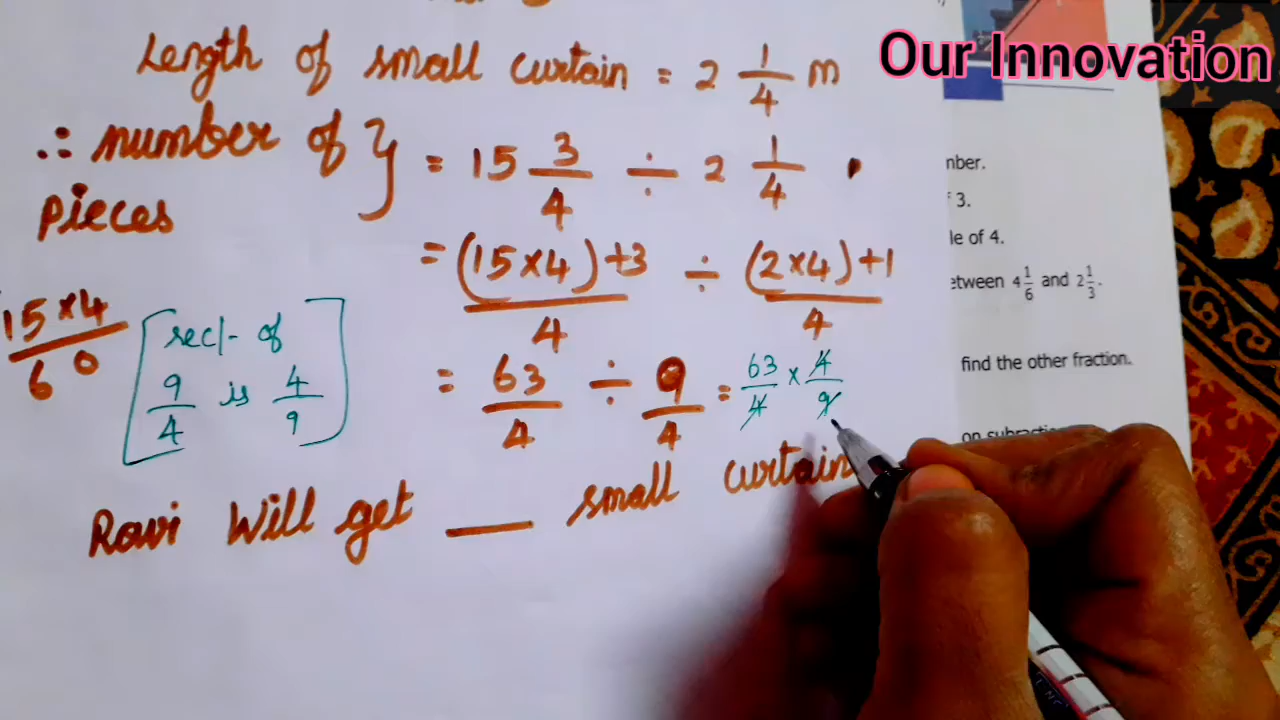 Our Innovation
Length of small curtain = 2 1/4 m
∴ number of } = 15 3/4 ÷ 2 1/4
pieces
= (15×4)+3/4 ÷ (2×4)+1/4
15×4
60
[rec/- of
9/4 is 4/9]
= 63/4 ÷ 9/4 = 63/4 × 4/9
Ravi will get ___ small curtain
nber.
f 3.
le of 4.
etween 4 1/6 and 2 1/3.
find the other fraction.